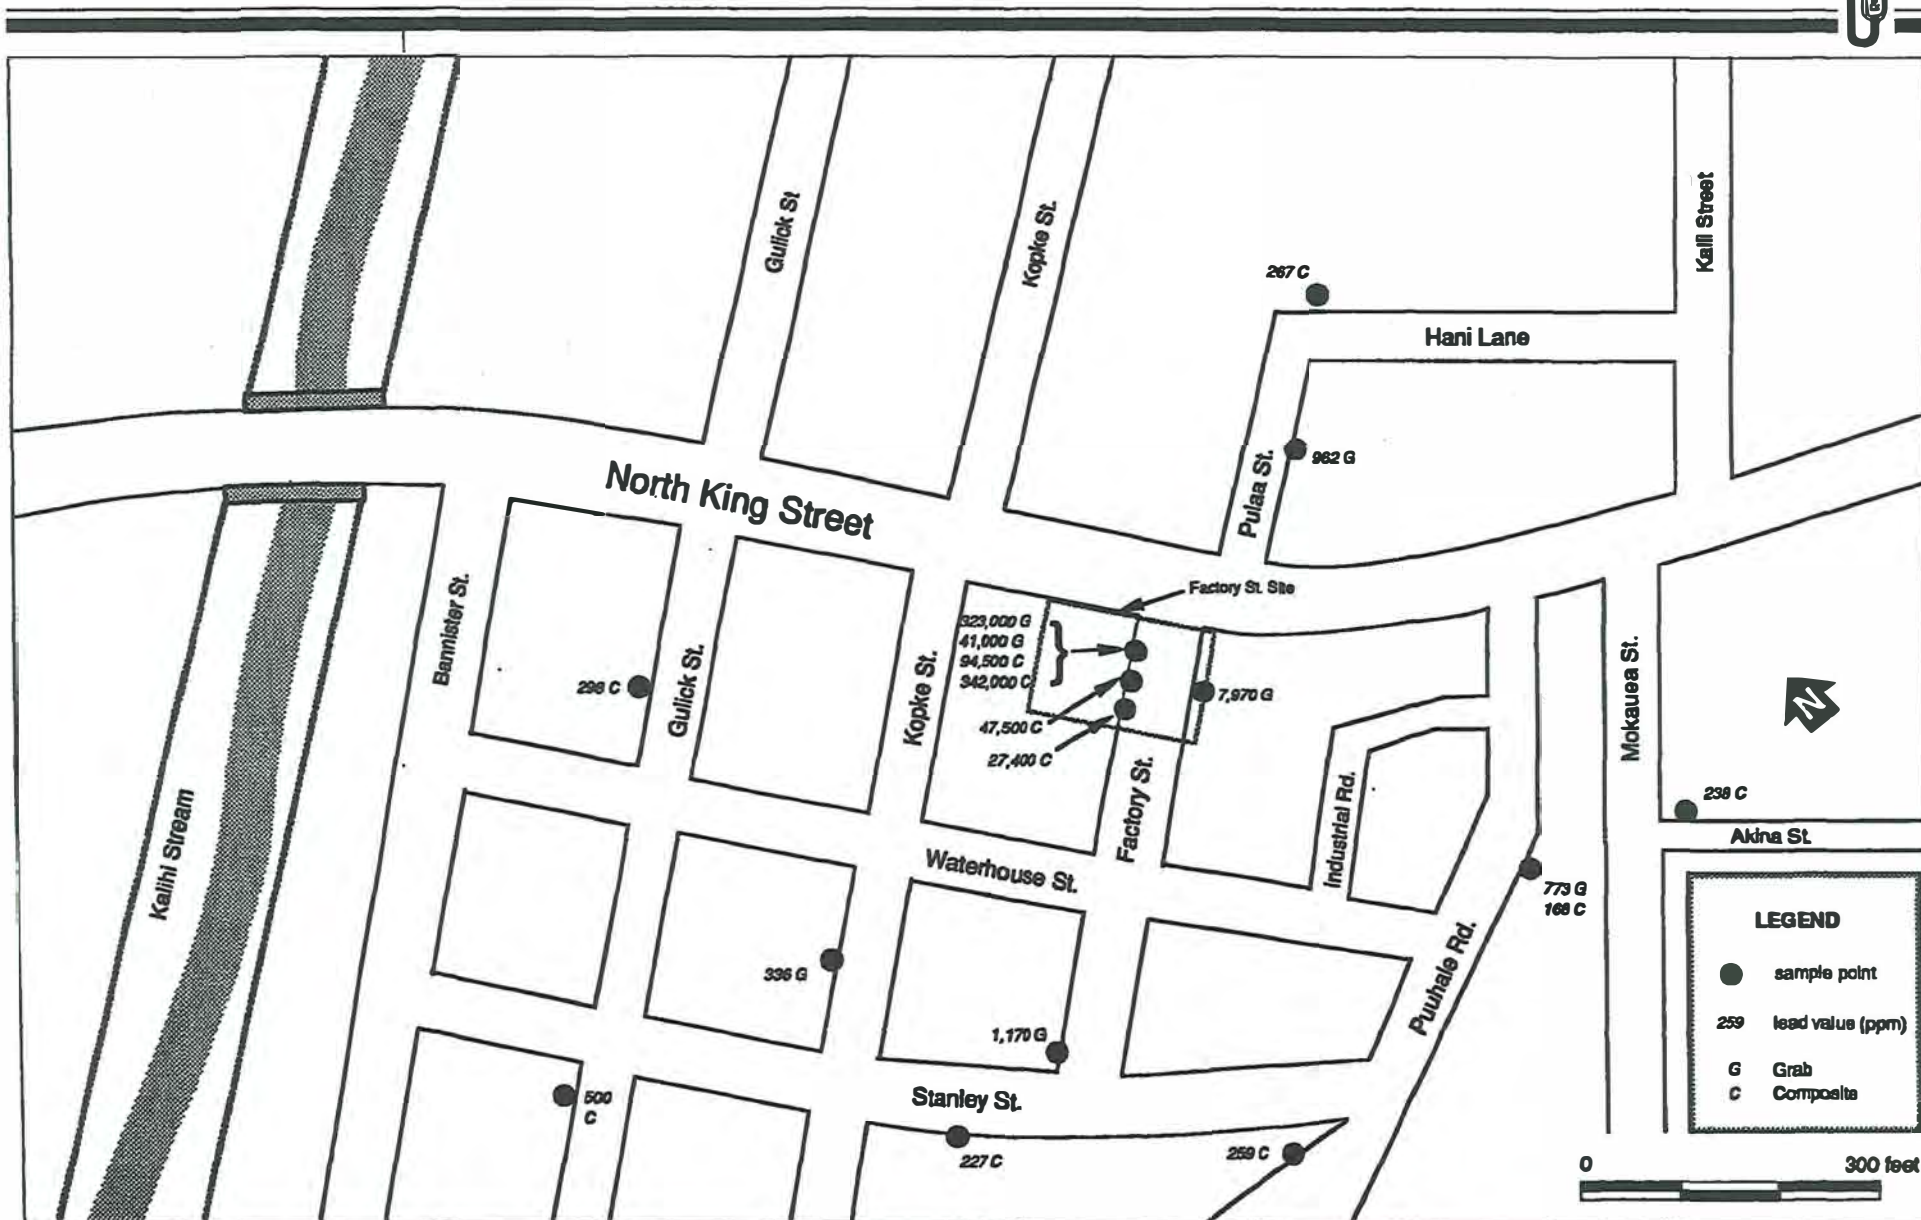 Gulick St
Kopke St.
Kalli Street
267 C
Hani Lane
962 G
Pulaa St.
North King Street
Bannister St.
Factory St. Site
323,000 G
41,000 G
94,500 C
342,000 C
47,500 C
27,400 C
7,970 G
298 C
Gulick St.
Kopke St.
Factory St.
Industrial Rd.
Mokauea St.
N
238 C
Akina St.
Kalihi Stream
Waterhouse St.
773 G
168 C
Puuhale Rd.
336 G
1,170 G
500
C
Stanley St.
227 C
259 C
LEGEND
sample point
259 lead value (ppm)
G Grab
C Composite
0 300 feet